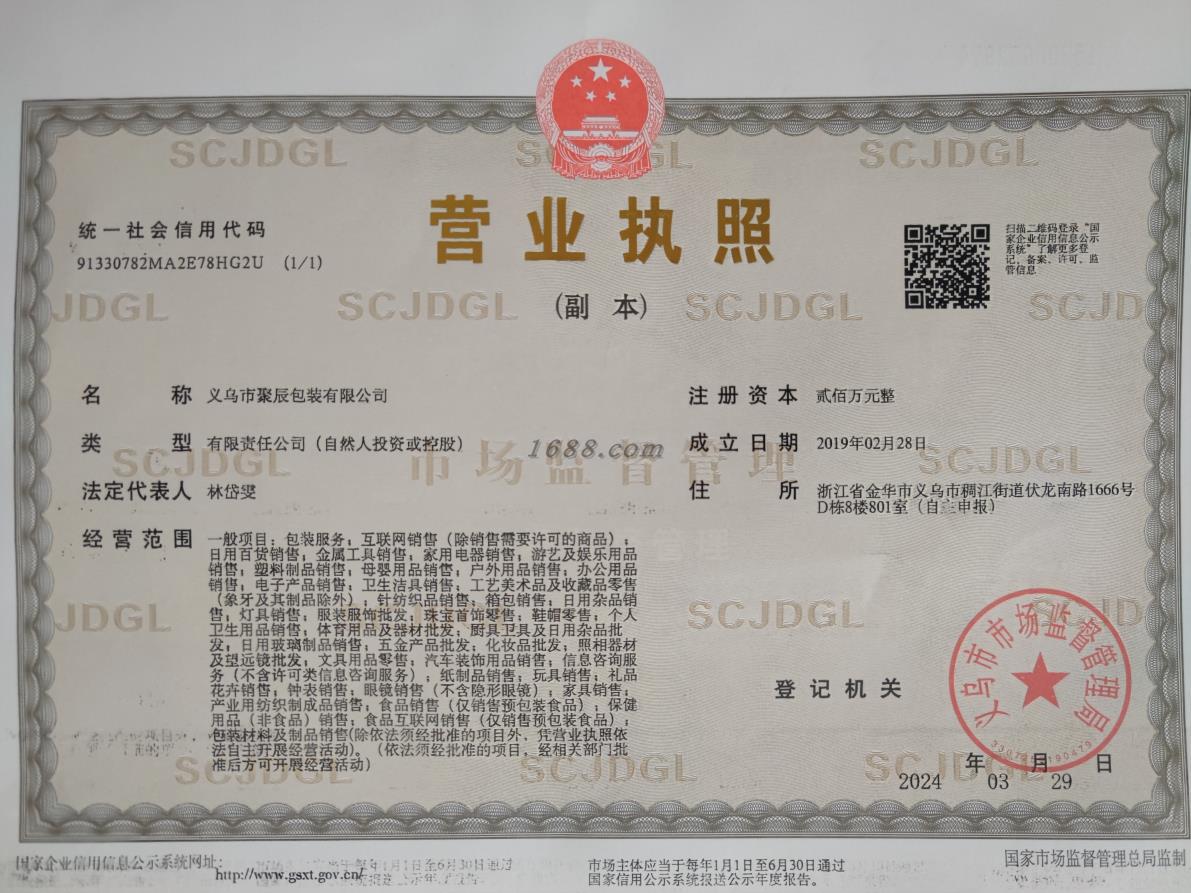 SCJDGL
SCJDGL
SCJDGL
营业执照
(副 本)
统一社会信用代码
91330782MA2E78HG2U (1/1)
扫描二维码登录“国
家企业信用信息公示
系统”了解更多登
记、备案、许可、监
管信息
JDGL
SCJDGL
SCJDGL
SCJD
名 称 义乌市聚辰包装有限公司
类 型 有限责任公司（自然人投资或控股）
法定代表人 林岱雯
经营范围 一般项目：包装服务；互联网销售（除销售需要许可的商品）；
日用百货销售；金属工具销售；家用电器销售；游艺及娱乐用品
销售；塑料制品销售；母婴用品销售；户外用品销售；办公用品
销售；电子产品销售；卫生洁具销售；工艺美术品及收藏品零售
（象牙及其制品除外）；针纺织品销售；箱包销售；日用杂品销
售；灯具销售；服装服饰批发；珠宝首饰零售；鞋帽零售；个人
卫生用品销售；体育用品及器材批发；厨具卫具及日用杂品批
发；日用玻璃制品销售；五金产品批发；化妆品批发；照相器材
及望远镜批发；文具用品零售；汽车装饰用品销售；信息咨询服
务（不含许可类信息咨询服务）；纸制品销售；玩具销售；礼品
花卉销售；钟表销售；眼镜销售（不含隐形眼镜）；家具销售；
产业用纺织制成品销售；食品销售（仅销售预包装食品）；保健
用品（非食品）销售；食品互联网销售（仅销售预包装食品）；
包装材料及制品销售(除依法须经批准的项目外，凭营业执照依
法自主开展经营活动)。（依法须经批准的项目，经相关部门批
准后方可开展经营活动）
注册资本 贰佰万元整
成立日期 2019年02月28日
住 所 浙江省金华市义乌市稠江街道伏龙南路1666号
D栋8楼801室（自主申报）
1688.com
SCJDGL
市场监督管理
SCJDGL
JDGL
SCJDGL
SCJD
登记机关
义乌市市场监督管理局
2024 年 03 月 29 日
SCJDGL
SCJDGL
SCJDGL
国家企业信用信息公示系统网址：
http://www.gsxt.gov.cn/
市场主体应当于每年1月1日至6月30日通过
国家信用公示系统报送公示年度报告。
国家市场监督管理总局监制